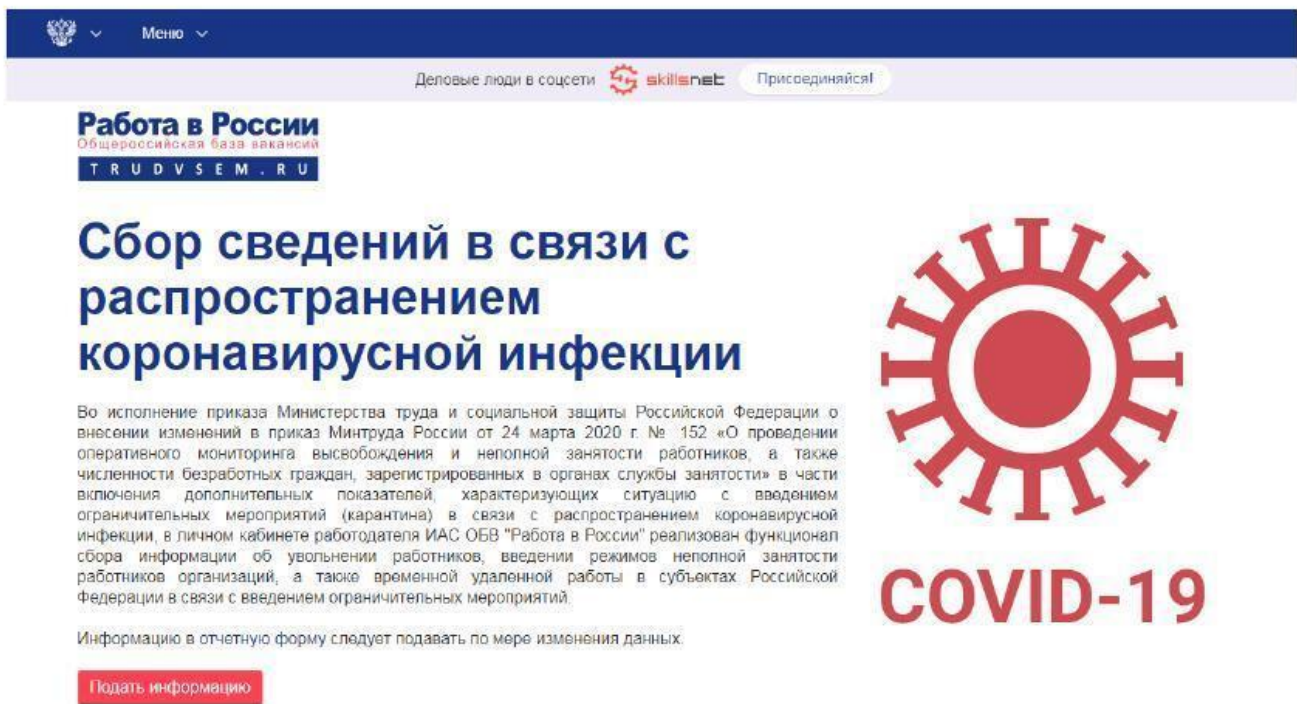 Меню
Деловые люди в соцсети skillsnet Присоединяйся!
Работа в России
Общероссийская база вакансий
TRUDVSEM.RU
Сбор сведений в связи с
распространением
коронавирусной инфекции
Во исполнение приказа Министерства труда и социальной защиты Российской Федерации о
внесении изменений в приказ Минтруда России от 24 марта 2020 г. № 152 «О проведении
оперативного мониторинга высвобождения и неполной занятости работников, а также
численности безработных граждан, зарегистрированных в органах службы занятости» в части
включения дополнительных показателей, характеризующих ситуацию с введением
ограничительных мероприятий (карантина) в связи с распространением коронавирусной
инфекции, в личном кабинете работодателя ИАС ОБВ "Работа в России" реализован функционал
сбора информации об увольнении работников, введении режимов неполной занятости
работников организаций, а также временной удаленной работы в субъектах Российской
Федерации в связи с введением ограничительных мероприятий.
Информацию в отчетную форму следует подавать по мере изменения данных.
Подать информацию
COVID-19